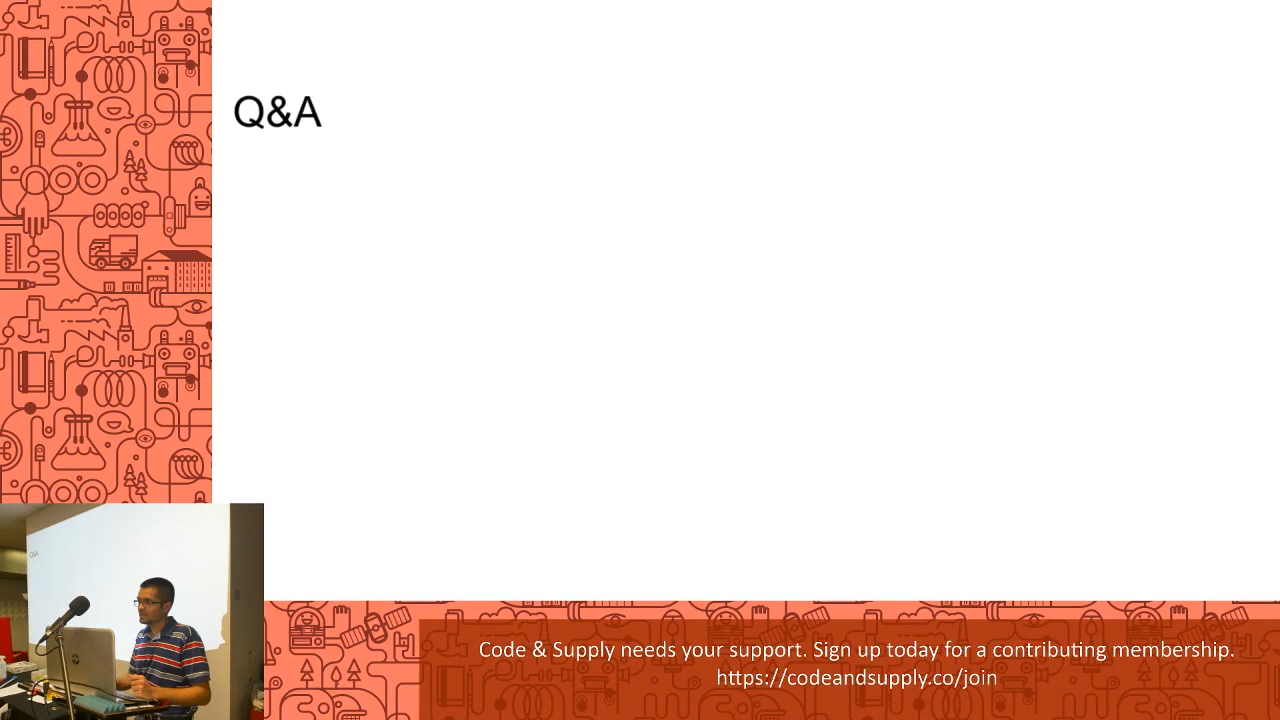 Q&A
Q&A
Code & Supply needs your support. Sign up today for a contributing membership.
https://codeandsupply.co/join